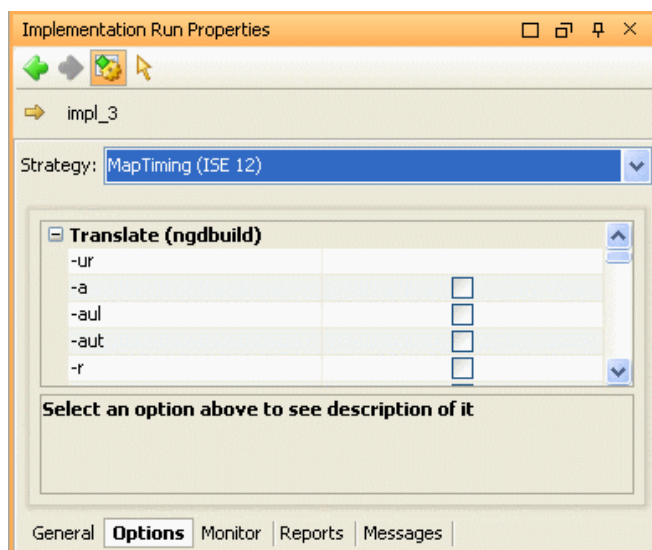 Implementation Run Properties
impl_3
Strategy: MapTiming (ISE 12)
Translate (ngdbuild)
-ur
-a
-aul
-aut
-r
Select an option above to see description of it
General Options Monitor Reports Messages